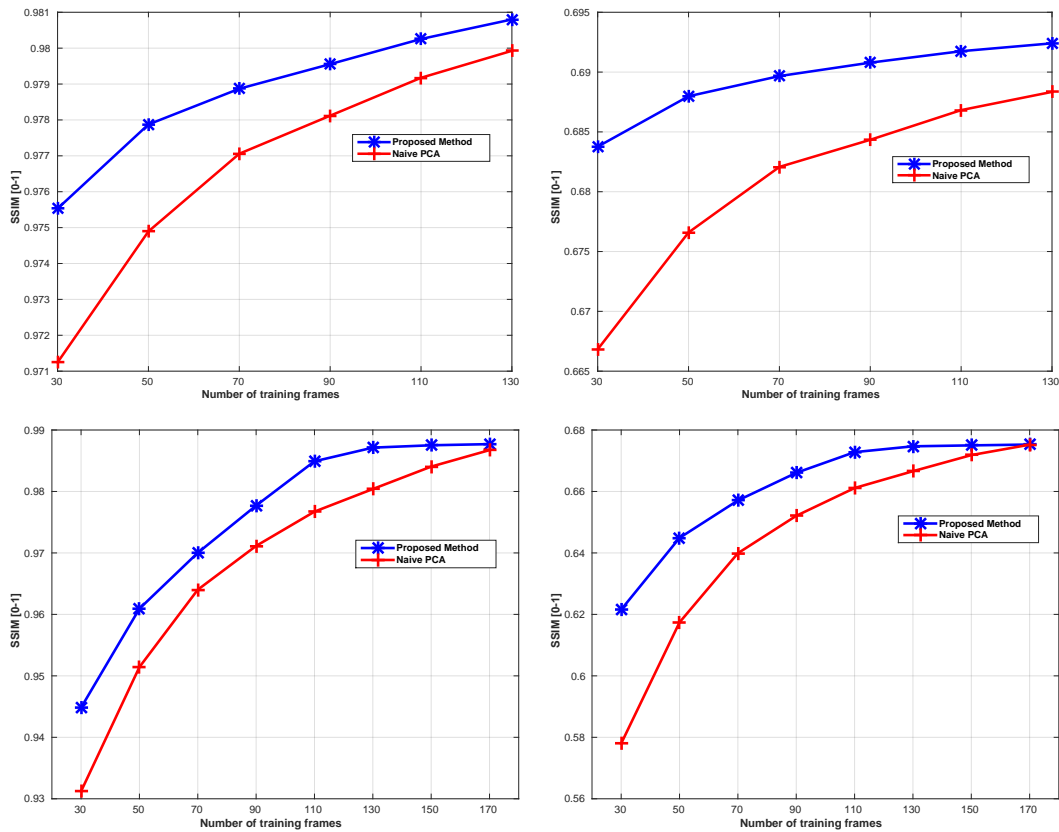 0.981
0.98
0.979
0.978
0.977
0.976
0.975
0.974
0.973
0.972
0.971
SSIM [0-1]
Proposed Method
Naive PCA
30 50 70 90 110 130
Number of training frames
0.695
0.69
0.685
0.68
0.675
0.67
0.665
SSIM [0-1]
Proposed Method
Naive PCA
30 50 70 90 110 130
Number of training frames
0.99
0.98
0.97
0.96
0.95
0.94
0.93
SSIM [0-1]
Proposed Method
Naive PCA
30 50 70 90 110 130 150 170
Number of training frames
0.68
0.66
0.64
0.62
0.6
0.58
0.56
SSIM [0-1]
Proposed Method
Naive PCA
30 50 70 90 110 130 150 170
Number of training frames